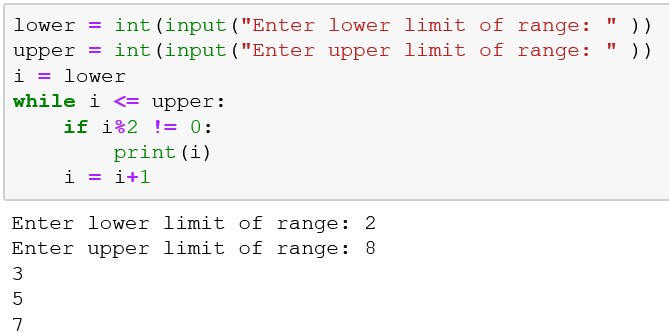 lower = int(input("Enter lower limit of range: " ))
upper = int(input("Enter upper limit of range: " ))
i = lower
while i <= upper:
    if i%2 != 0:
        print(i)
    i = i+1
Enter lower limit of range: 2
Enter upper limit of range: 8
3
5
7